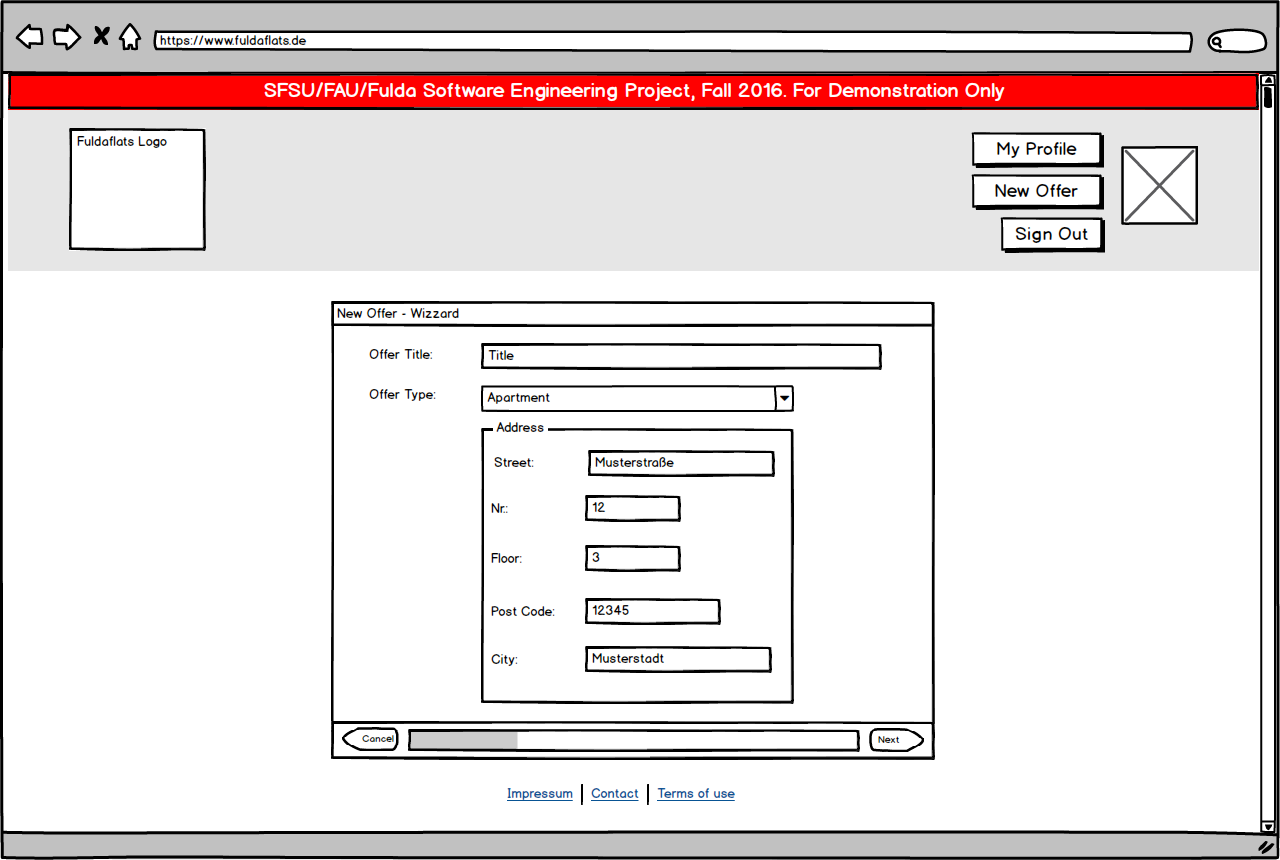 https://www.fuldaflats.de
SFSU/FAU/Fulda Software Engineering Project, Fall 2016. For Demonstration Only
Fuldaflats Logo
My Profile
New Offer
Sign Out
New Offer - Wizzard
Offer Title: Title
Offer Type: Apartment
Address
Street: Musterstraße
Nr.: 12
Floor: 3
Post Code: 12345
City: Musterstadt
Cancel Next
Impressum Contact Terms of use